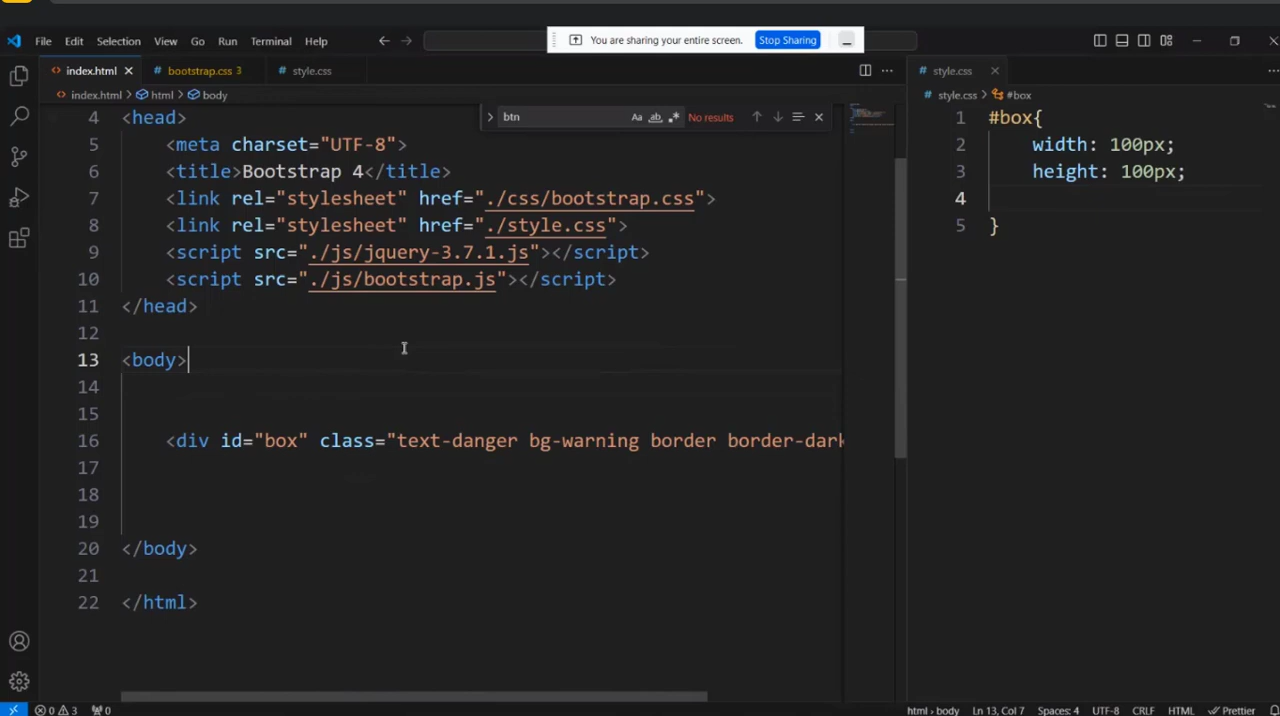 You are sharing your entire screen. Stop Sharing
File Edit Selection View Go Run Terminal Help
index.html bootstrap.css 3 style.css
index.html > html > body
btn Aa ab .* No results
4 <head>
5 <meta charset="UTF-8">
6 <title>Bootstrap 4</title>
7 <link rel="stylesheet" href="./css/bootstrap.css">
8 <link rel="stylesheet" href="./style.css">
9 <script src="./js/jquery-3.7.1.js"></script>
10 <script src="./js/bootstrap.js"></script>
11 </head>
12
13 <body>
14
15
16 <div id="box" class="text-danger bg-warning border border-dark
17
18
19
20 </body>
21
22 </html>
style.css
style.css > #box
1 #box{
2 width: 100px;
3 height: 100px;
4
5 }
0 3 0 html > body Ln 13, Col 7 Spaces: 4 UTF-8 CRLF HTML Prettier